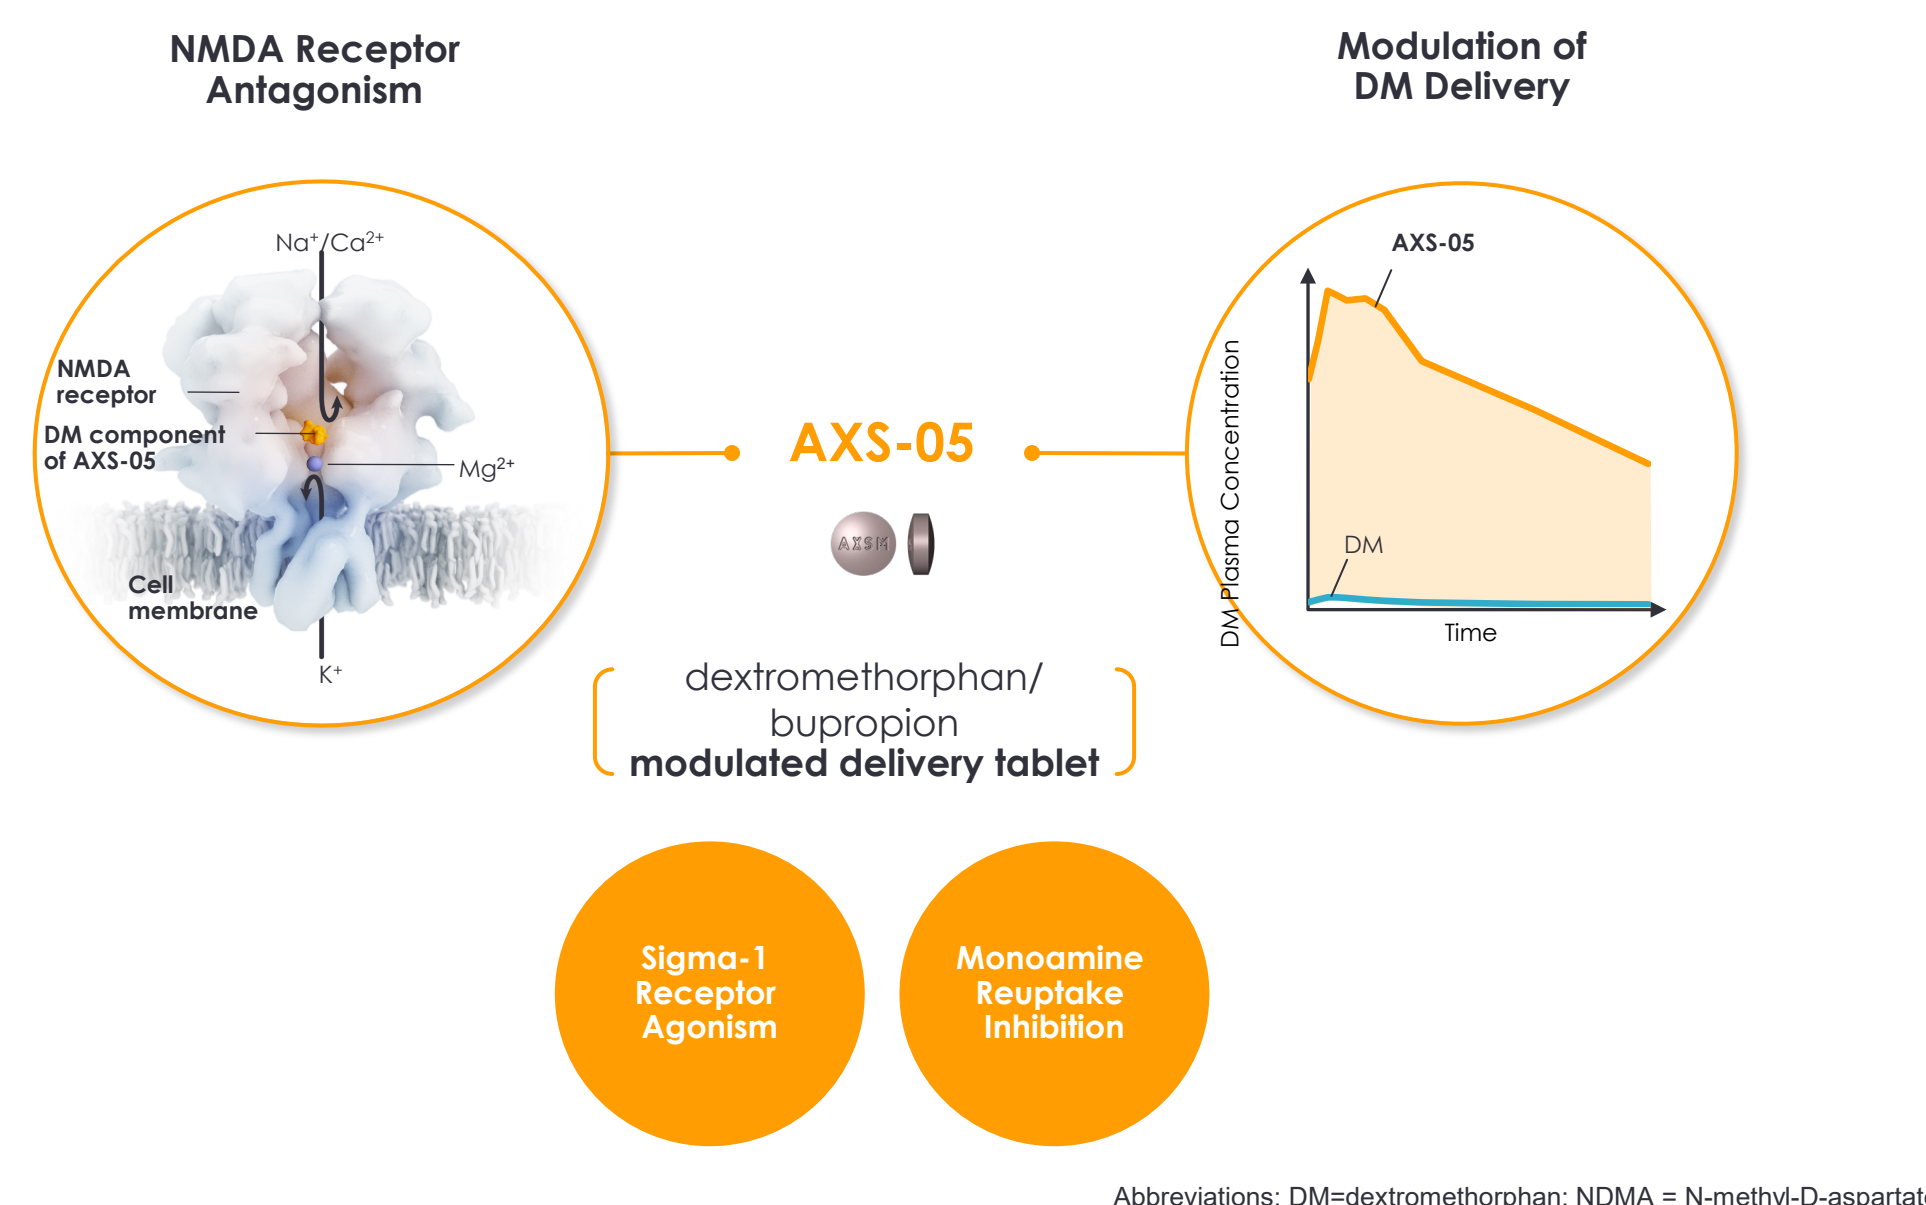 NMDA Receptor
Antagonism
Modulation of
DM Delivery
Na⁺/Ca²⁺
NMDA
receptor
DM component
of AXS-05
Mg²⁺
Cell
membrane
K⁺
AXS-05
AXSM
dextromethorphan/
bupropion
modulated delivery tablet
AXS-05
DM Plasma Concentration
DM
Time
Sigma-1
Receptor
Agonism
Monoamine
Reuptake
Inhibition
Abbreviations: DM=dextromethorphan; NDMA = N-methyl-D-aspartate